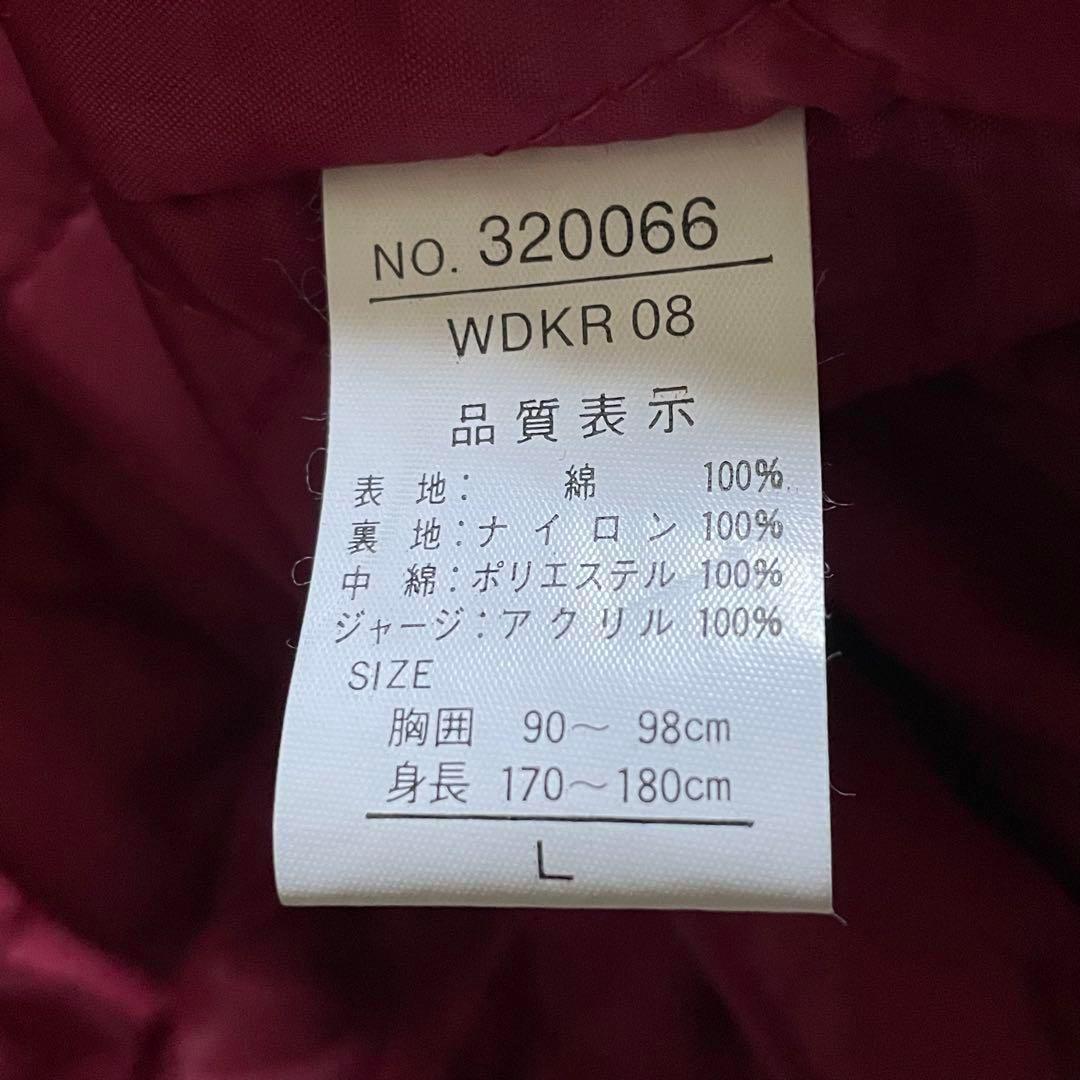 NO. 320066
WDKR 08
品質表示
表 地: 綿 100%
裏 地:ナイロン 100%
中 綿:ポリエステル 100%
ジャージ:アクリル 100%
SIZE
胸囲 90〜 98cm
身長 170〜180cm
L